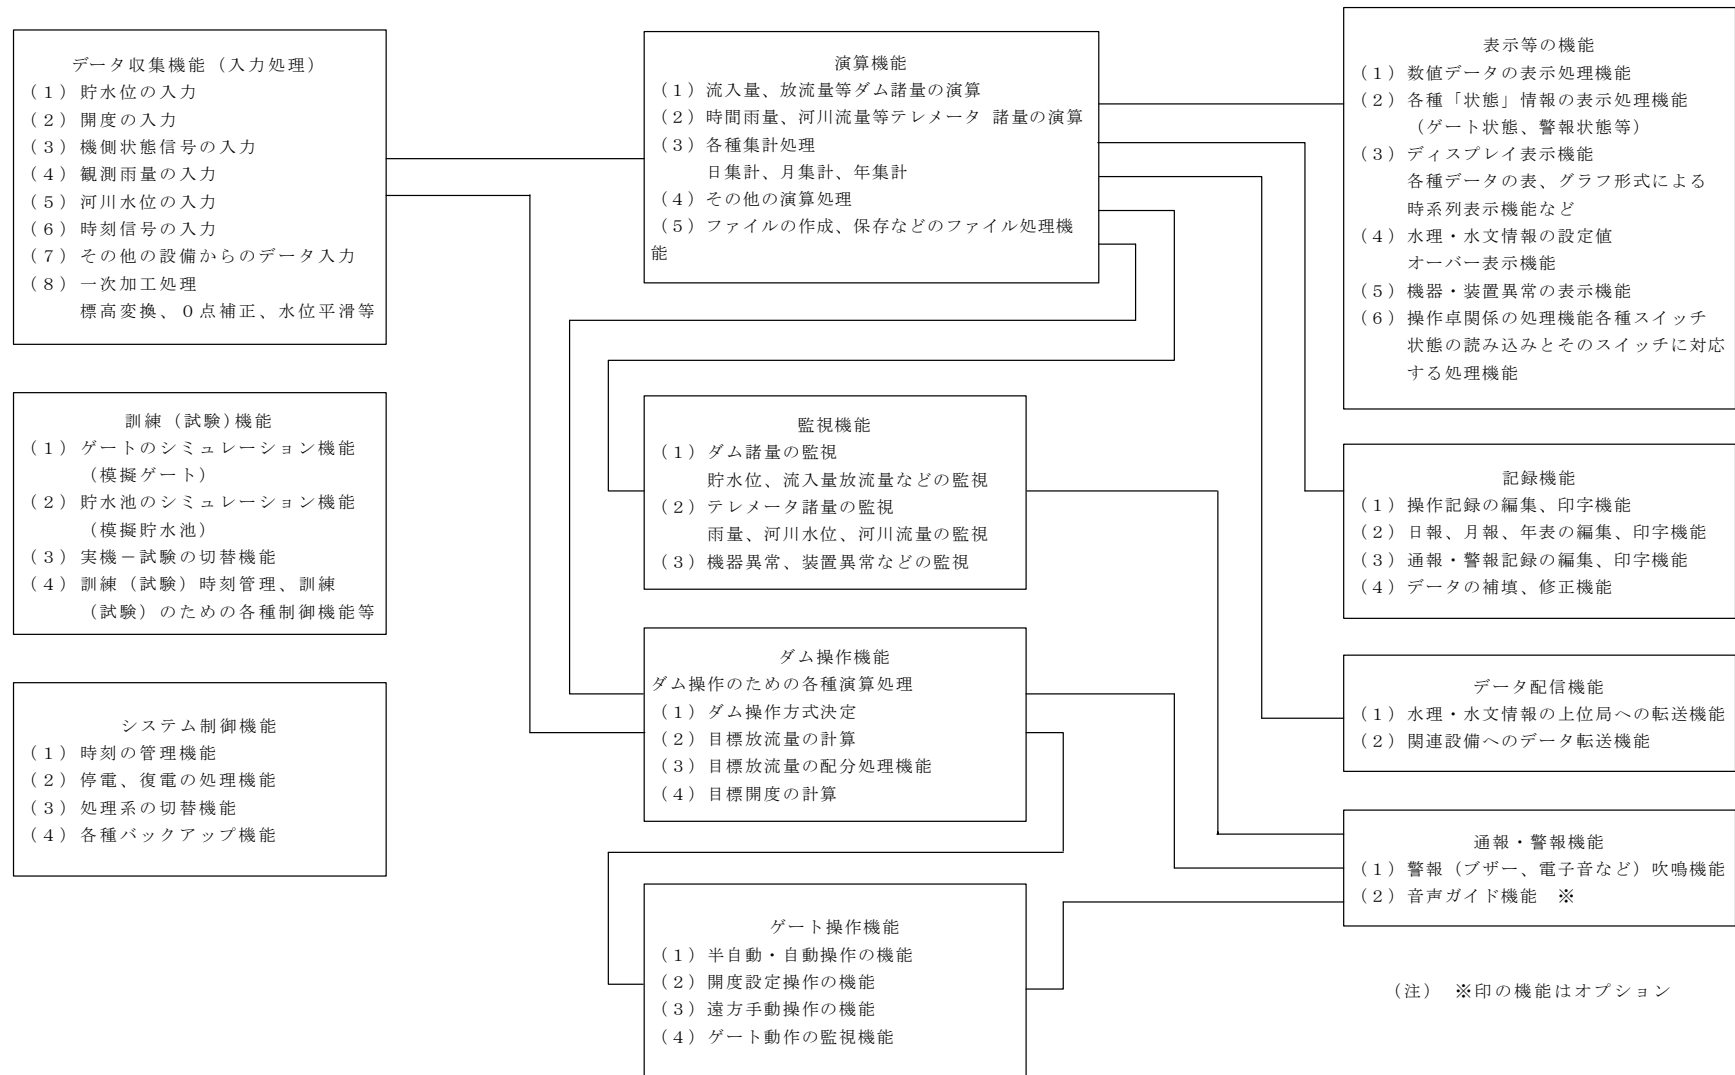 データ収集機能（入力処理）
（１）貯水位の入力
（２）開度の入力
（３）機側状態信号の入力
（４）観測雨量の入力
（５）河川水位の入力
（６）時刻信号の入力
（７）その他の設備からのデータ入力
（８）一次加工処理
標高変換、０点補正、水位平滑等
訓練（試験）機能
（１）ゲートのシミュレーション機能
（模擬ゲート）
（２）貯水池のシミュレーション機能
（模擬貯水池）
（３）実機－試験の切替機能
（４）訓練（試験）時刻管理、訓練
（試験）のための各種制御機能等
システム制御機能
（１）時刻の管理機能
（２）停電、復電の処理機能
（３）処理系の切替機能
（４）各種バックアップ機能
演算機能
（１）流入量、放流量等ダム諸量の演算
（２）時間雨量、河川流量等テレメータ 諸量の演算
（３）各種集計処理
日集計、月集計、年集計
（４）その他の演算処理
（５）ファイルの作成、保存などのファイル処理機
能
監視機能
（１）ダム諸量の監視
貯水位、流入量放流量などの監視
（２）テレメータ諸量の監視
雨量、河川水位、河川流量の監視
（３）機器異常、装置異常などの監視
ダム操作機能
ダム操作のための各種演算処理
（１）ダム操作方式決定
（２）目標放流量の計算
（３）目標放流量の配分処理機能
（４）目標開度の計算
ゲート操作機能
（１）半自動・自動操作の機能
（２）開度設定操作の機能
（３）遠方手動操作の機能
（４）ゲート動作の監視機能
表示等の機能
（１）数値データの表示処理機能
（２）各種「状態」情報の表示処理機能
（ゲート状態、警報状態等）
（３）ディスプレイ表示機能
各種データの表、グラフ形式による
時系列表示機能など
（４）水理・水文情報の設定値
オーバー表示機能
（５）機器・装置異常の表示機能
（６）操作卓関係の処理機能各種スイッチ
状態の読み込みとそのスイッチに対応
する処理機能
記録機能
（１）操作記録の編集、印字機能
（２）日報、月報、年表の編集、印字機能
（３）通報・警報記録の編集、印字機能
（４）データの補填、修正機能
データ配信機能
（１）水理・水文情報の上位局への転送機能
（２）関連設備へのデータ転送機能
通報・警報機能
（１）警報（ブザー、電子音など）吹鳴機能
（２）音声ガイド機能　※
（注）　※印の機能はオプション